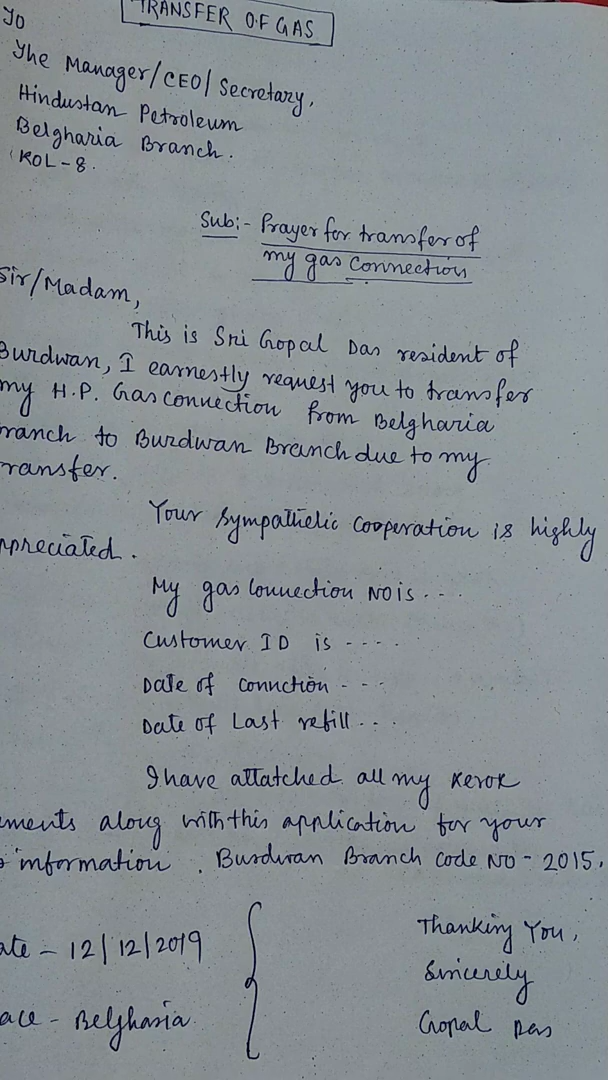 TRANSFER OF GAS
To
The Manager/CEO/Secretary,
Hindustan Petroleum
Belgharia Branch.
KOL-8.
Sub:- Prayer for transfer of
my gas connection
Sir/Madam,
This is Sri Gopal Das resident of
Burdwan, I earnestly request you to transfer
my H.P. Gas connection from Belgharia
ranch to Burdwan Branch due to my
ransfer.
Your sympathetic cooperation is highly
ppreciated.
My gas connection NO is ...
Customer ID is ----
Date of connction ---
Date of Last refill ...
I have attatched all my xerox
ments along with this application for your
information. Burdwan Branch code NO - 2015.
ate - 12/12/2019
ace - Belgharia
Thanking You,
Sincerely
Gopal Das